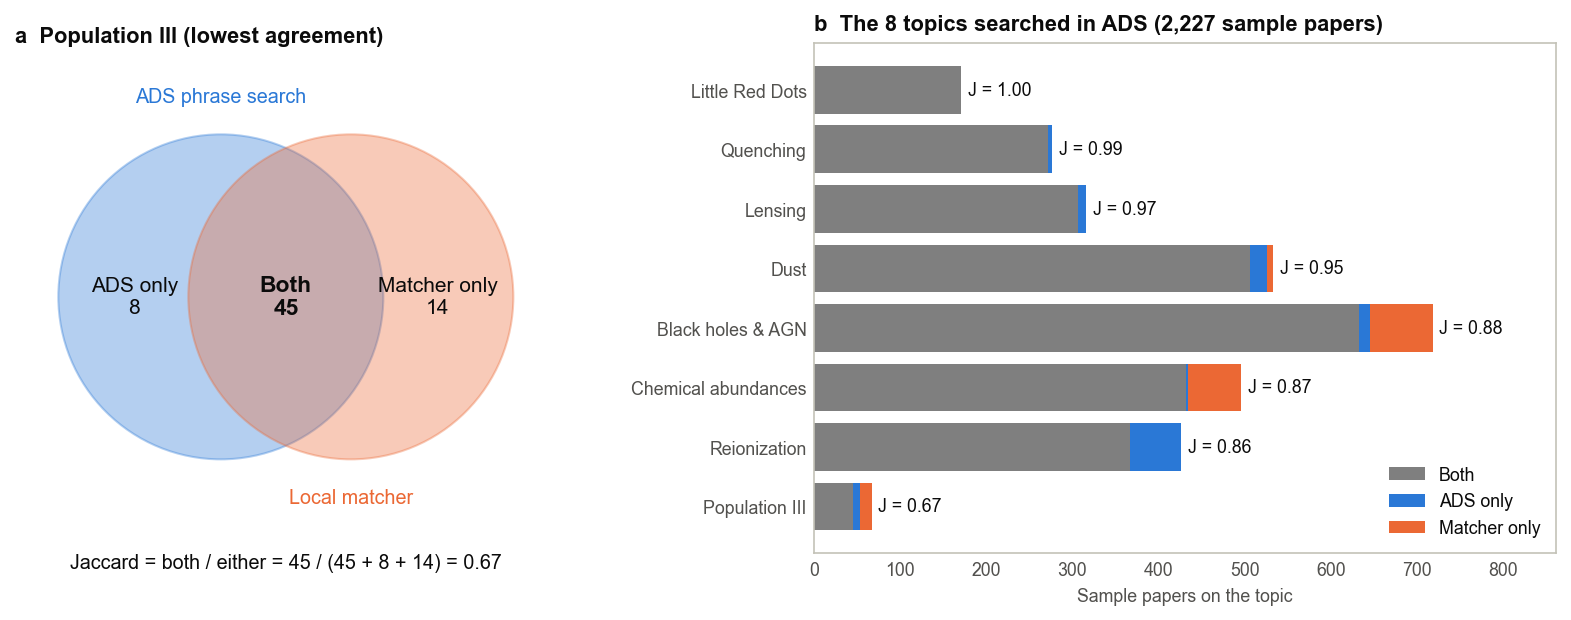 a Population III (lowest agreement)
ADS phrase search
ADS only
8
Both
45
Matcher only
14
Local matcher
Jaccard = both / either = 45 / (45 + 8 + 14) = 0.67
b The 8 topics searched in ADS (2,227 sample papers)
Little Red Dots J = 1.00
Quenching J = 0.99
Lensing J = 0.97
Dust J = 0.95
Black holes & AGN J = 0.88
Chemical abundances J = 0.87
Reionization J = 0.86
Population III J = 0.67
Both
ADS only
Matcher only
0 100 200 300 400 500 600 700 800
Sample papers on the topic